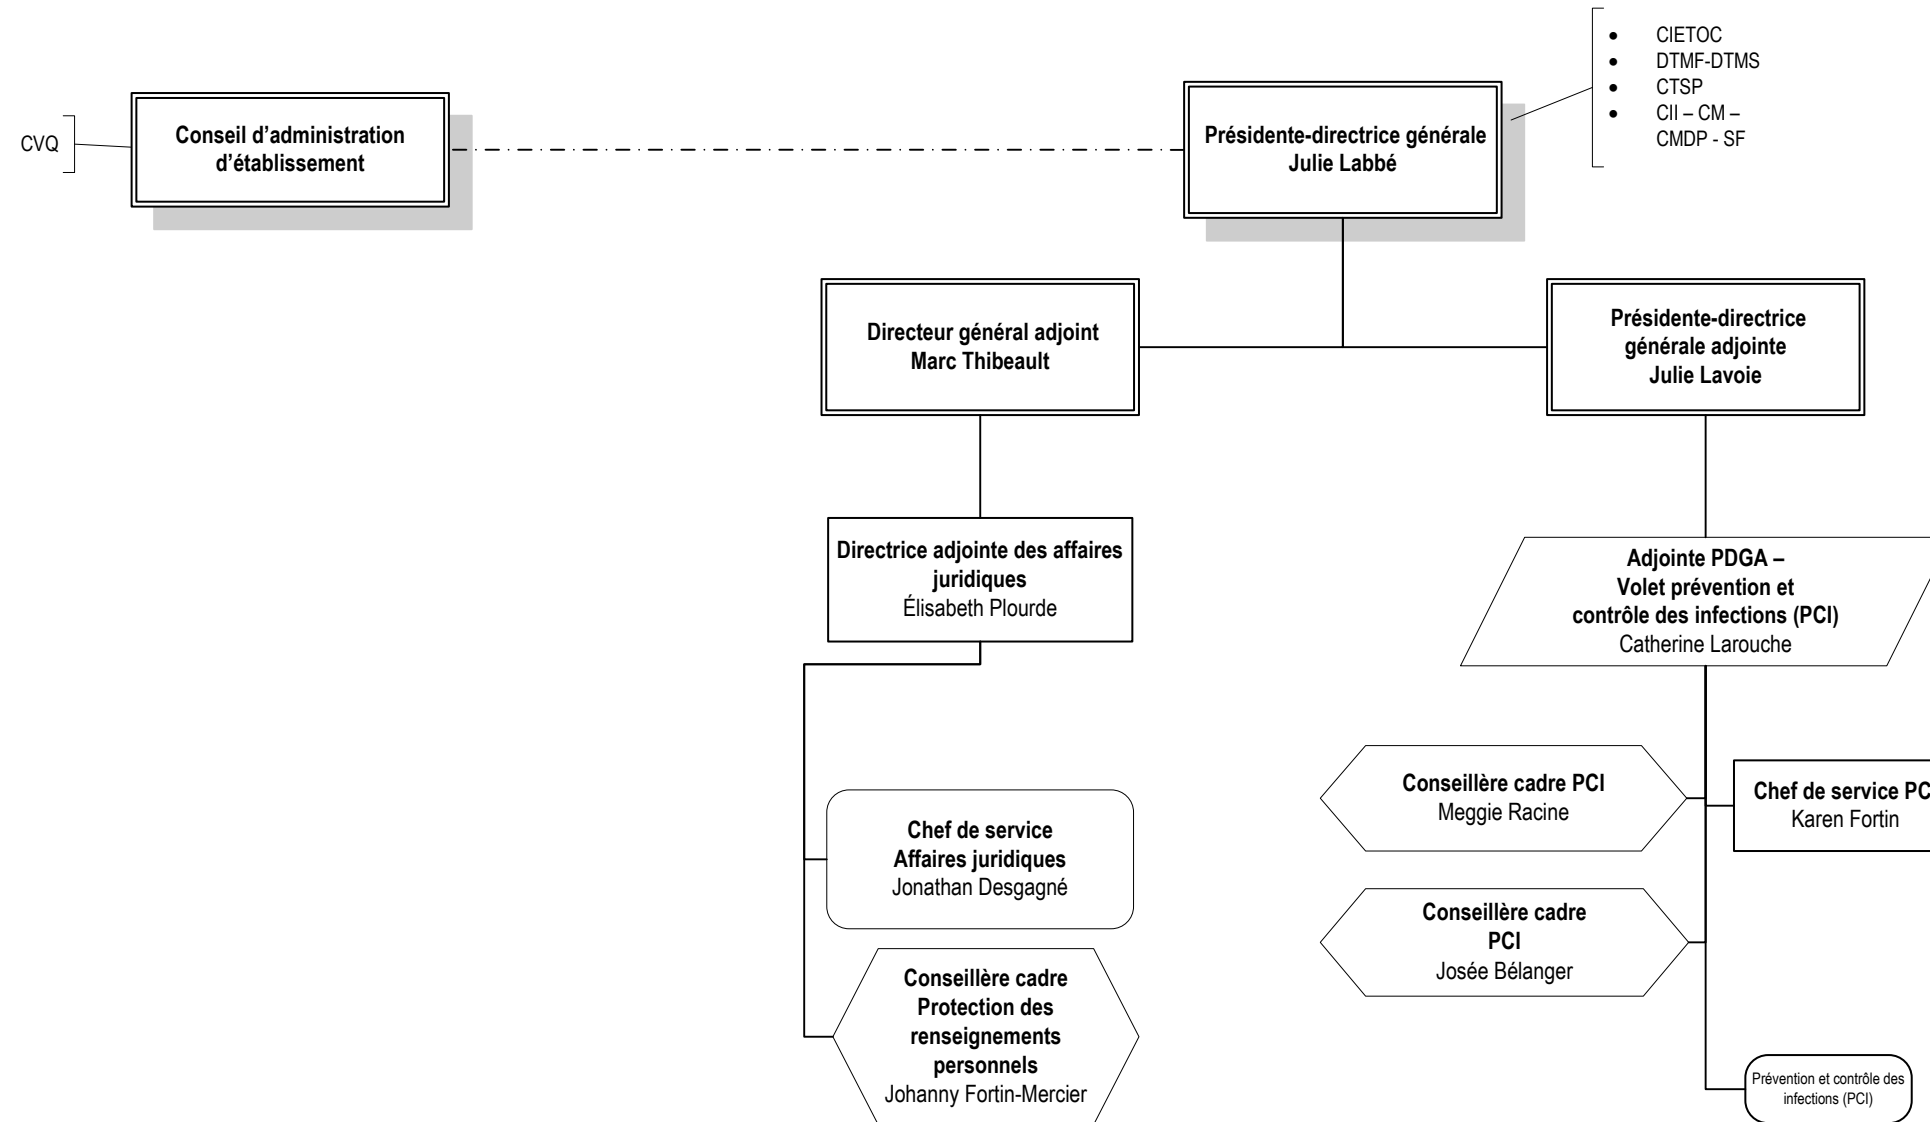 CVQ
Conseil d’administration
d’établissement
Présidente-directrice générale
Julie Labbé
• CIETOC
• DTMF-DTMS
• CTSP
• CII – CM –
CMDP - SF
Directeur général adjoint
Marc Thibeault
Présidente-directrice
générale adjointe
Julie Lavoie
Directrice adjointe des affaires
juridiques
Élisabeth Plourde
Adjointe PDGA –
Volet prévention et
contrôle des infections (PCI)
Catherine Larouche
Chef de service
Affaires juridiques
Jonathan Desgagné
Conseillère cadre
Protection des
renseignements
personnels
Johanny Fortin-Mercier
Conseillère cadre PCI
Meggie Racine
Chef de service PC
Karen Fortin
Conseillère cadre
PCI
Josée Bélanger
Prévention et contrôle des
infections (PCI)